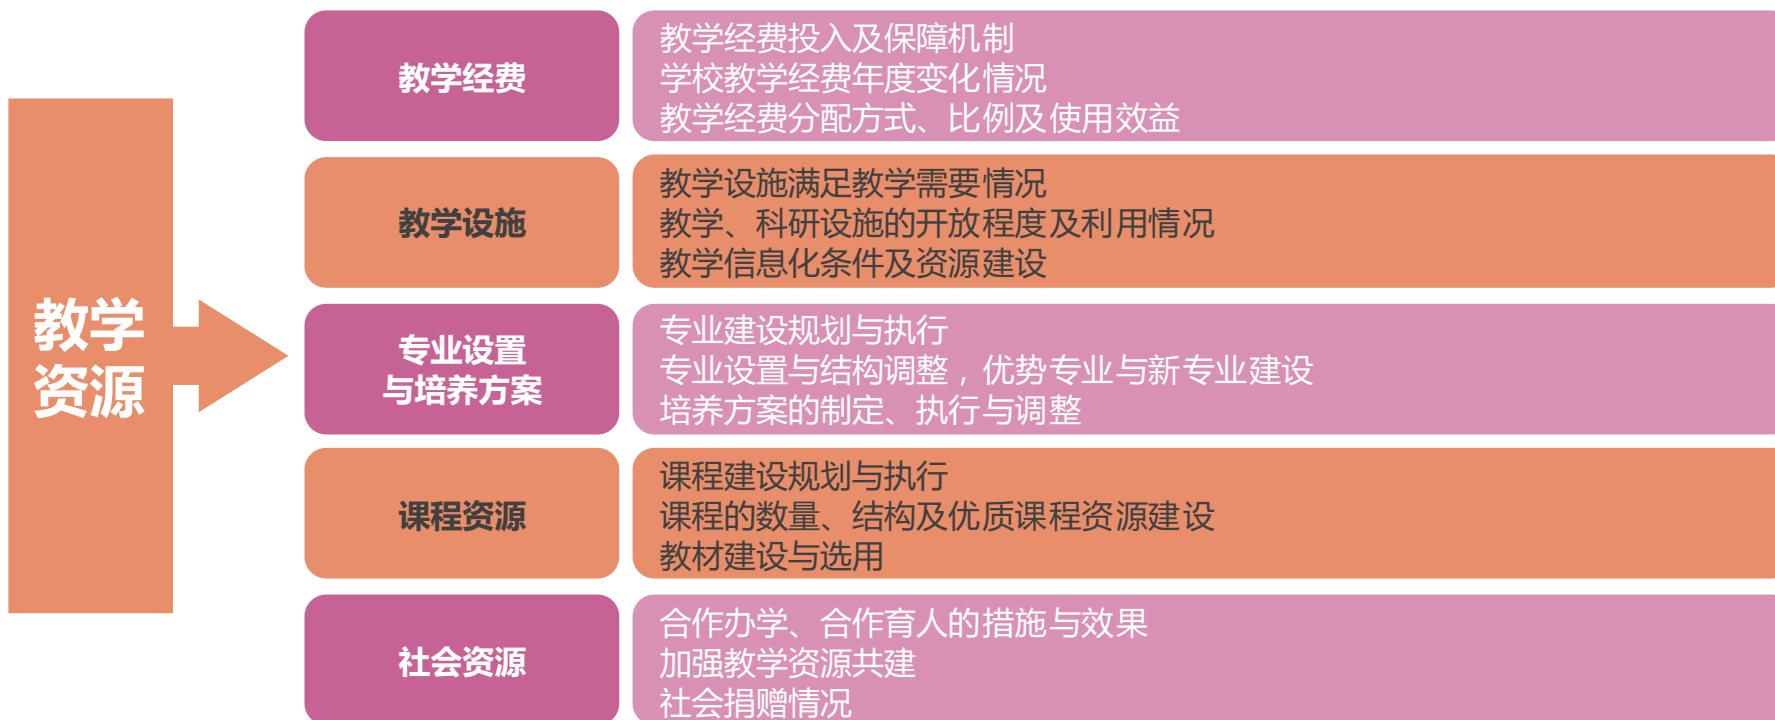 教学
资源
教学经费
教学经费投入及保障机制
学校教学经费年度变化情况
教学经费分配方式、比例及使用效益
教学设施
教学设施满足教学需要情况
教学、科研设施的开放程度及利用情况
教学信息化条件及资源建设
专业设置
与培养方案
专业建设规划与执行
专业设置与结构调整，优势专业与新专业建设
培养方案的制定、执行与调整
课程资源
课程建设规划与执行
课程的数量、结构及优质课程资源建设
教材建设与选用
社会资源
合作办学、合作育人的措施与效果
加强教学资源共建
社会捐赠情况